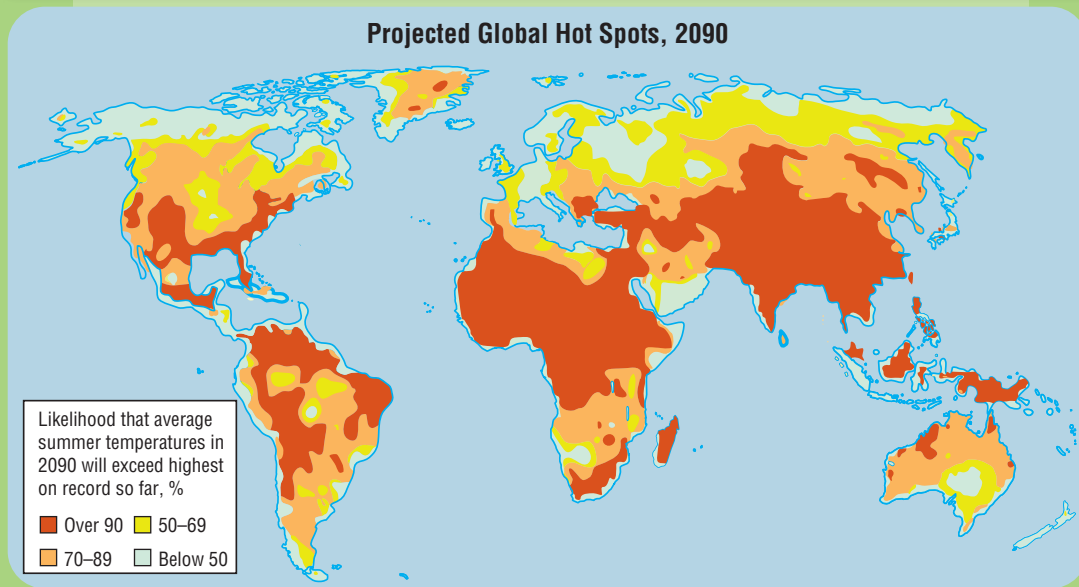 Projected Global Hot Spots, 2090
Likelihood that average
summer temperatures in
2090 will exceed highest
on record so far, %
Over 90
50–69
70–89
Below 50